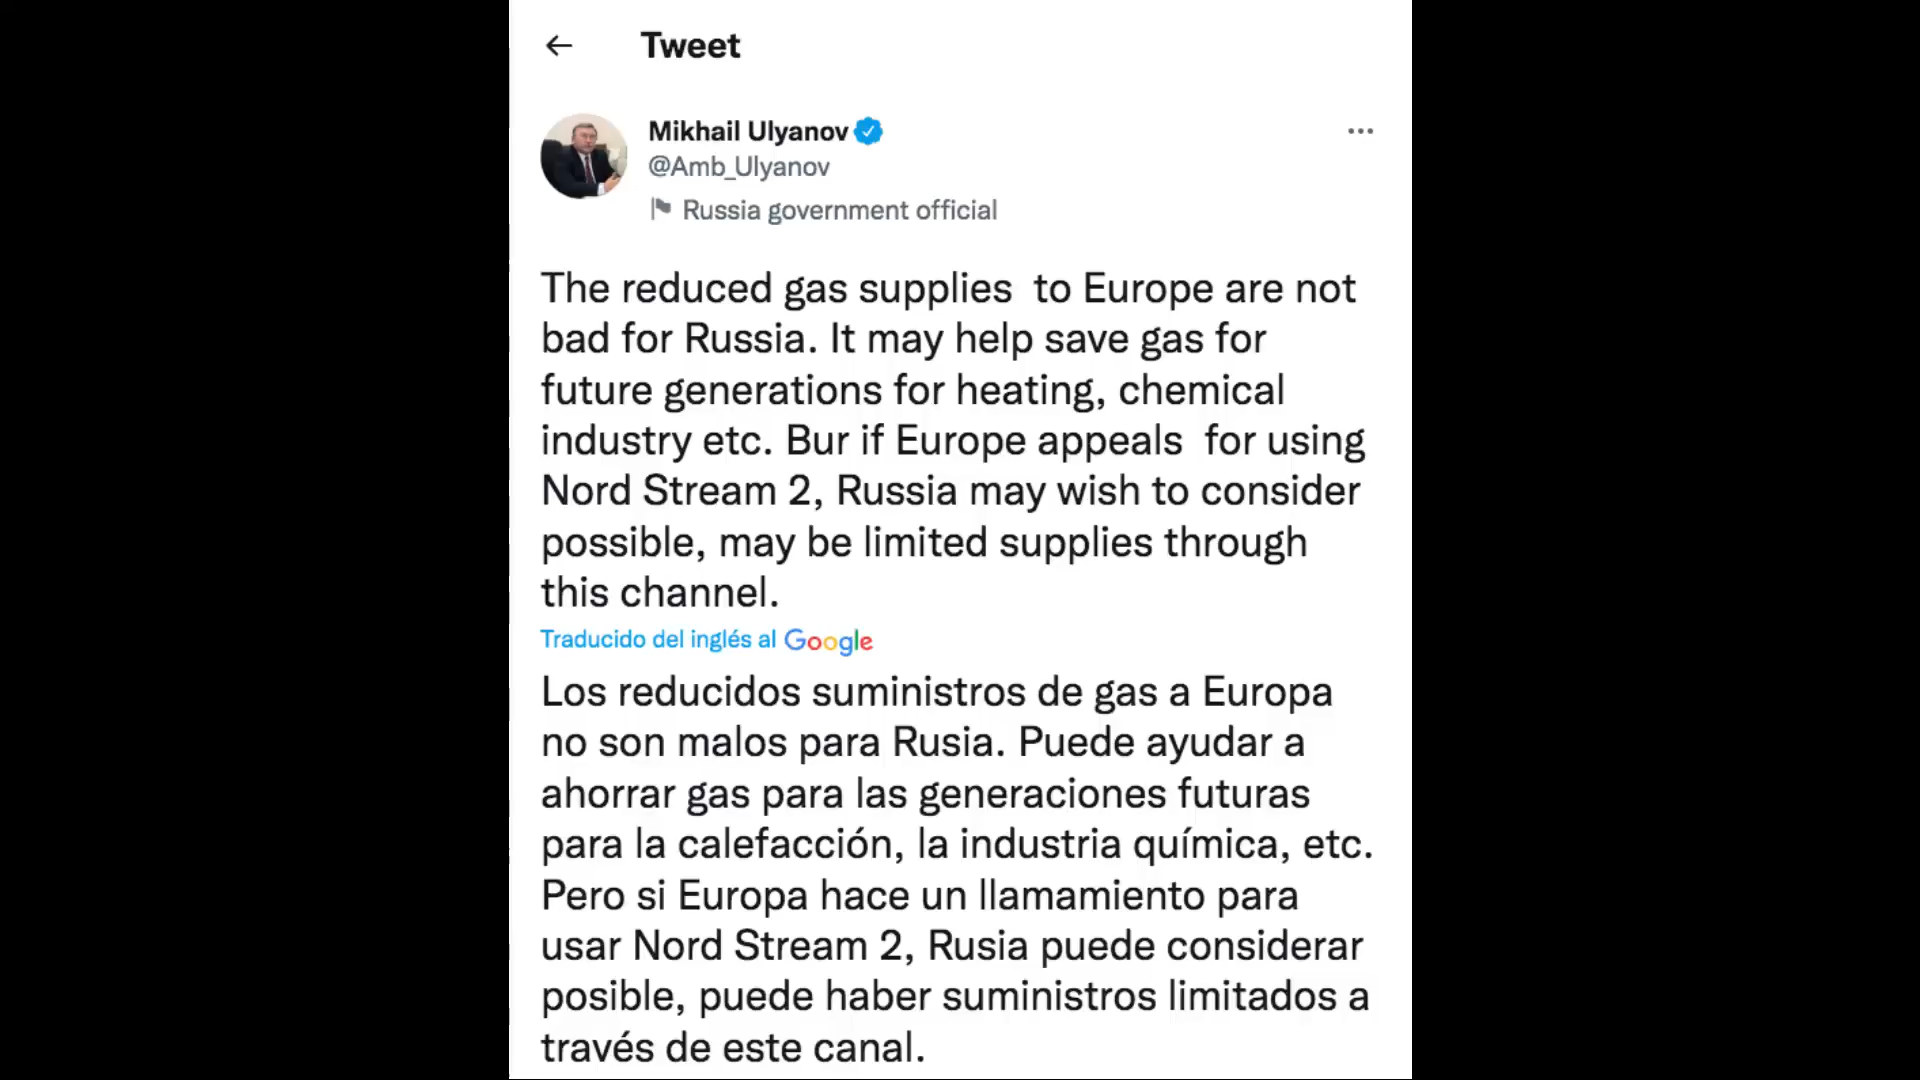 Tweet
Mikhail Ulyanov
@Amb_Ulyanov
Russia government official
The reduced gas supplies  to Europe are not
bad for Russia. It may help save gas for
future generations for heating, chemical
industry etc. Bur if Europe appeals  for using
Nord Stream 2, Russia may wish to consider
possible, may be limited supplies through
this channel.
Traducido del inglés al Google
Los reducidos suministros de gas a Europa
no son malos para Rusia. Puede ayudar a
ahorrar gas para las generaciones futuras
para la calefacción, la industria química, etc.
Pero si Europa hace un llamamiento para
usar Nord Stream 2, Rusia puede considerar
posible, puede haber suministros limitados a
través de este canal.